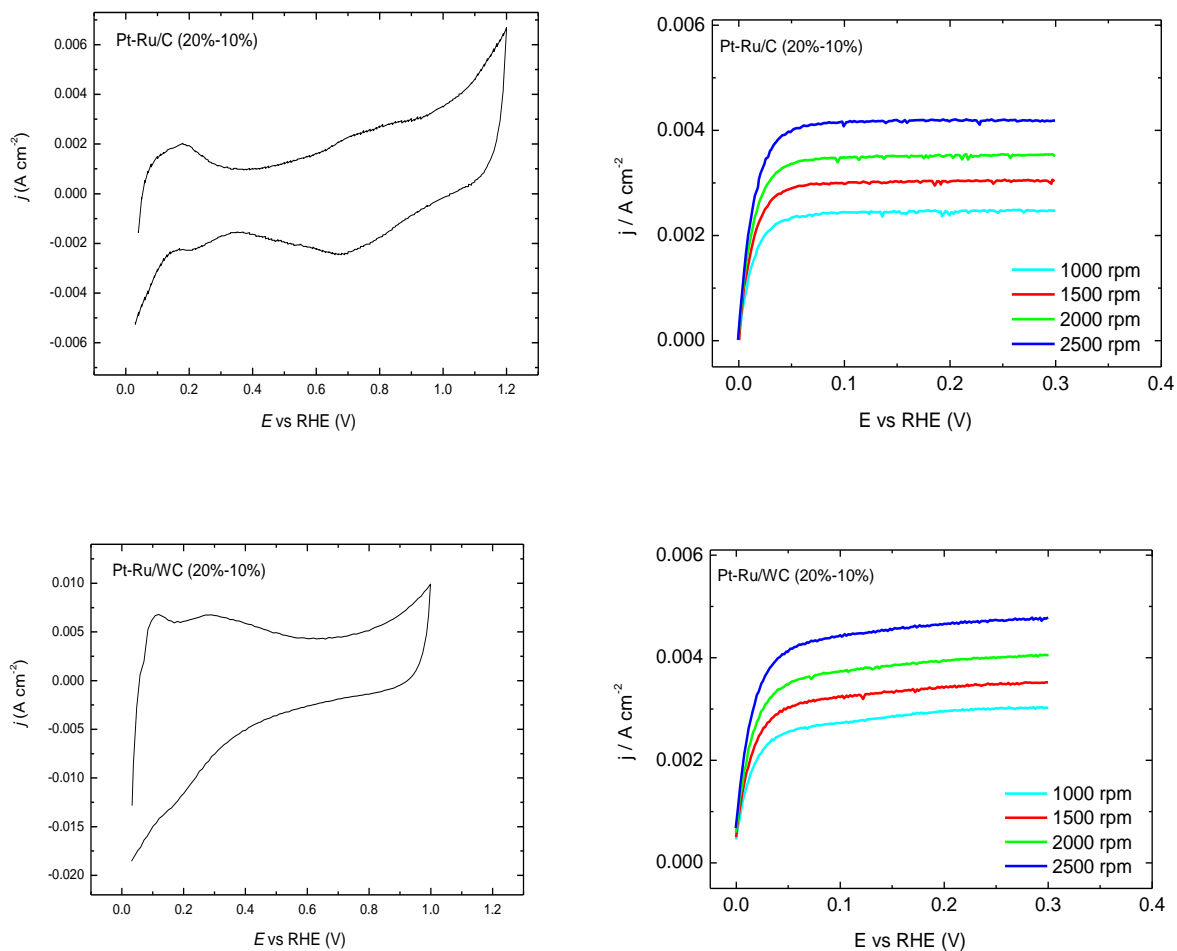 Pt-Ru/C (20%-10%)
j (A cm-2)
0.006
0.004
0.002
0.000
-0.002
-0.004
-0.006
0.0 0.2 0.4 0.6 0.8 1.0 1.2
E vs RHE (V)
Pt-Ru/C (20%-10%)
j / A cm-2
0.006
0.004
0.002
0.000
1000 rpm
1500 rpm
2000 rpm
2500 rpm
0.0 0.1 0.2 0.3 0.4
E vs RHE (V)
Pt-Ru/WC (20%-10%)
j (A cm-2)
0.010
0.005
0.000
-0.005
-0.010
-0.015
-0.020
0.0 0.2 0.4 0.6 0.8 1.0 1.2
E vs RHE (V)
Pt-Ru/WC (20%-10%)
j / A cm-2
0.006
0.004
0.002
0.000
1000 rpm
1500 rpm
2000 rpm
2500 rpm
0.0 0.1 0.2 0.3 0.4
E vs RHE (V)